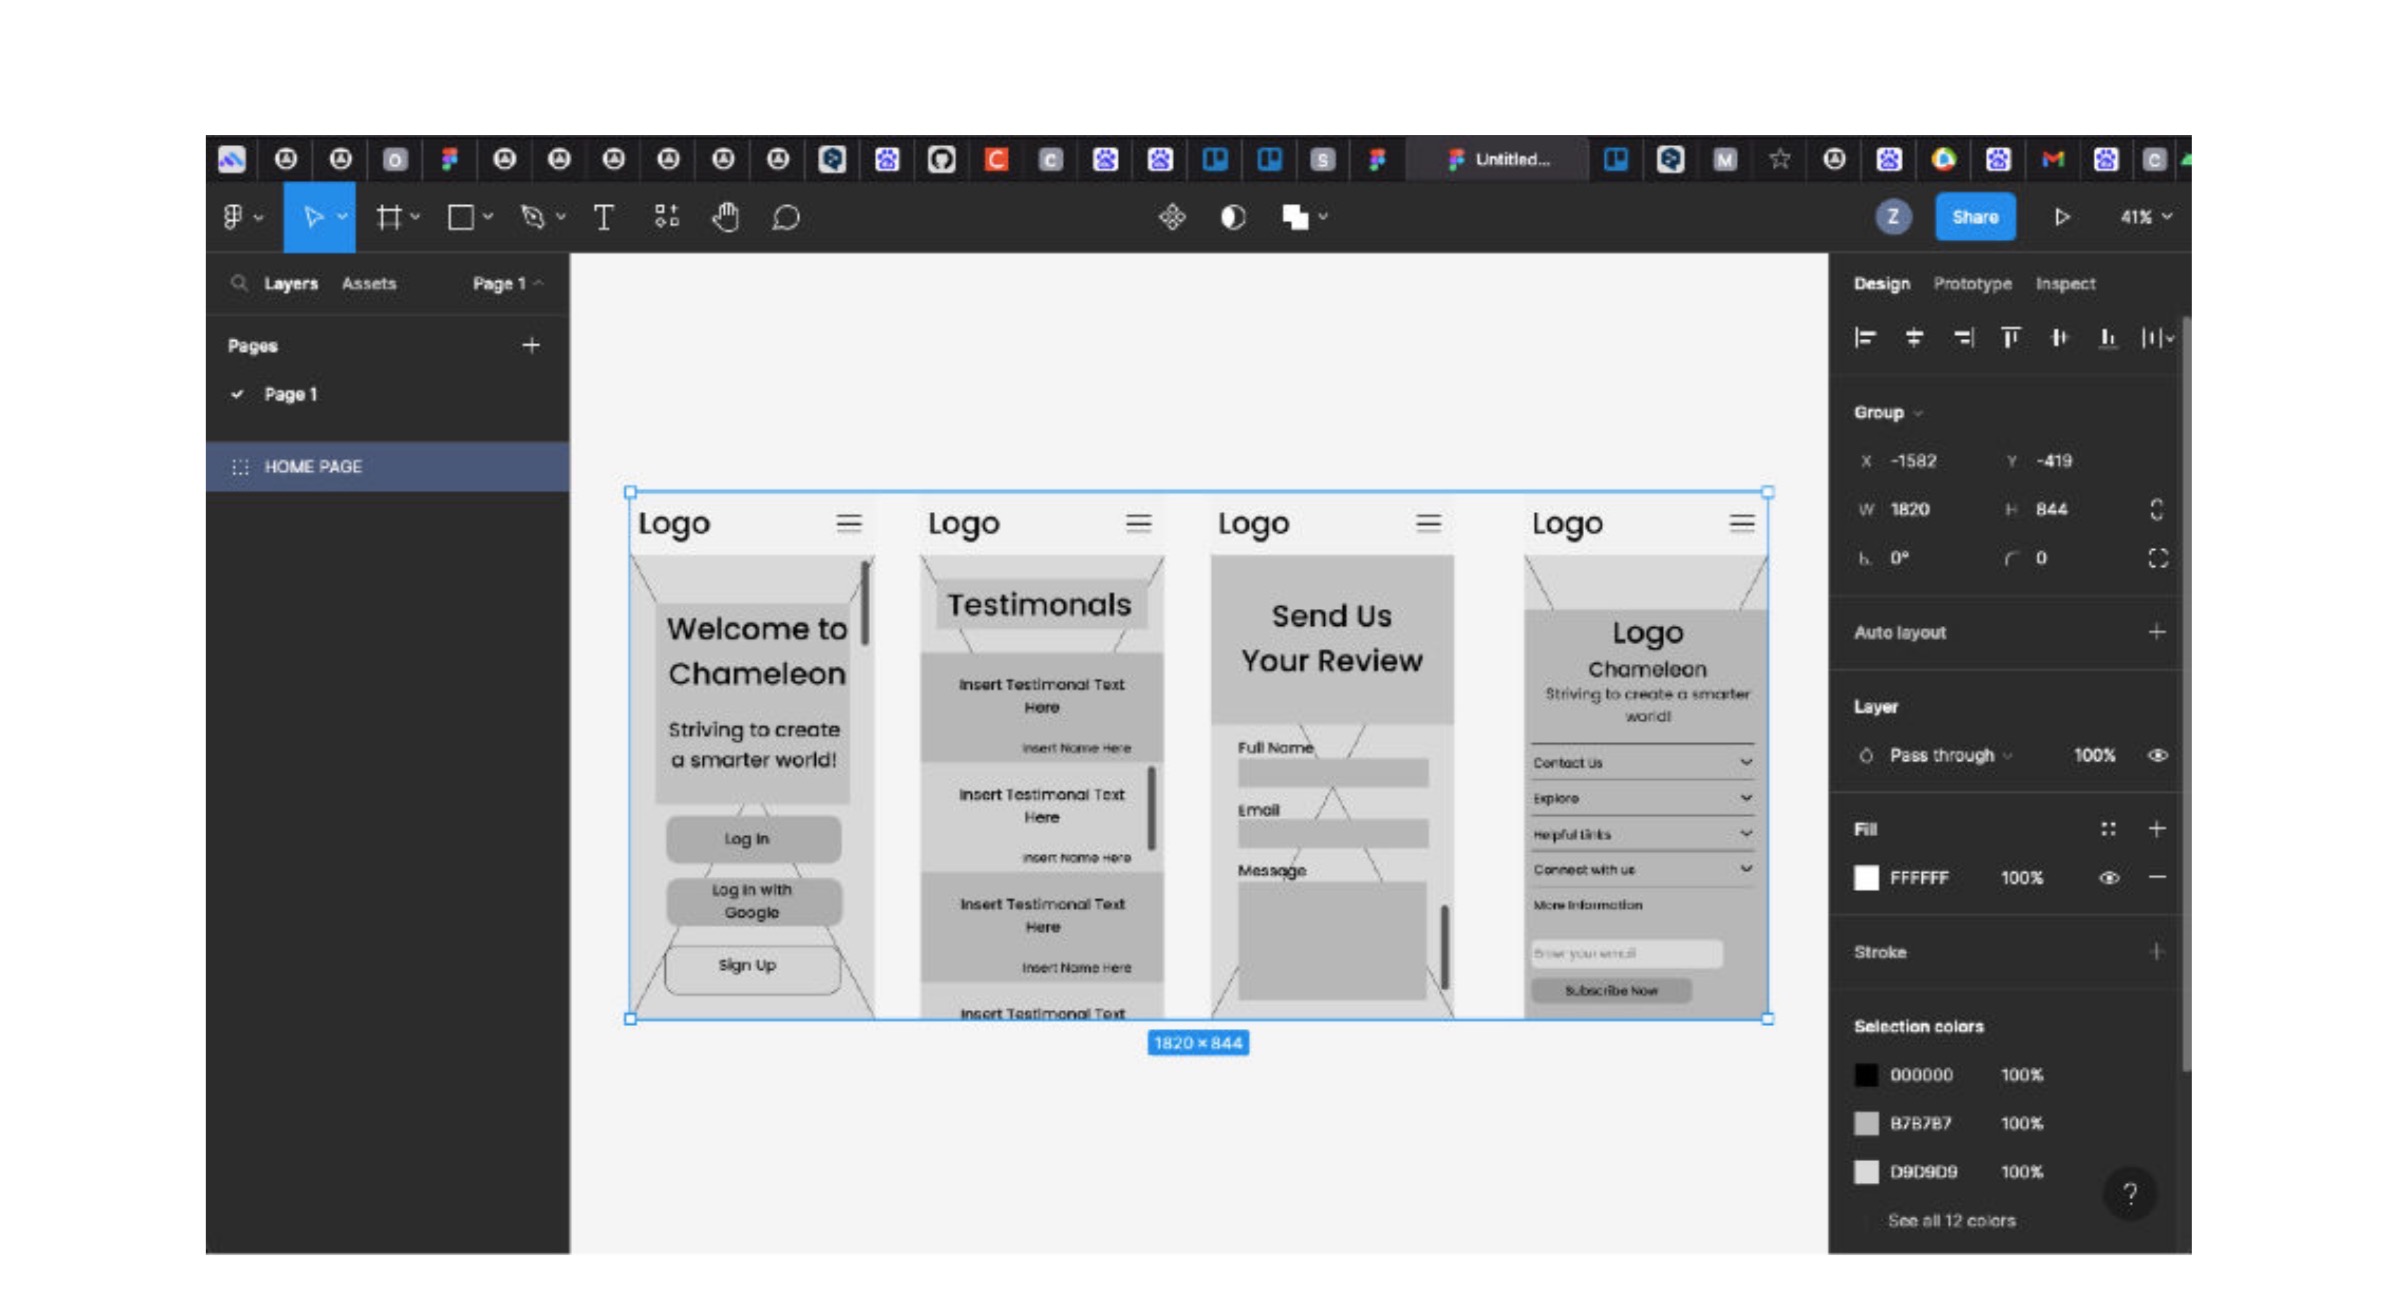 Untitled...
Z
Share
41%
Layers
Assets
Page 1
Pages
Page 1
HOME PAGE
Logo
Welcome to
Chameleon
Striving to create
a smarter world!
Log In
Log in with
Google
Sign Up
Logo
Testimonals
Insert Testimonal Text
Here
Insert Name Here
Insert Testimonal Text
Here
Insert Name Here
Insert Testimonal Text
Here
Insert Name Here
Insert Testimonal Text
Logo
Send Us
Your Review
Full Name
Email
Message
Logo
Logo
Chameleon
Striving to create a smarter
world!
Contact Us
Explore
Helpful Links
Connect with us
More Information
Enter your email
Subscribe Now
1820 × 844
Design
Prototype
Inspect
Group
X -1582
Y -419
W 1820
H 844
0°
0
Auto layout
Layer
Pass through
100%
Fill
FFFFFF
100%
Stroke
Selection colors
000000
100%
B7B7B7
100%
D9D9D9
100%
?
See all 12 colors